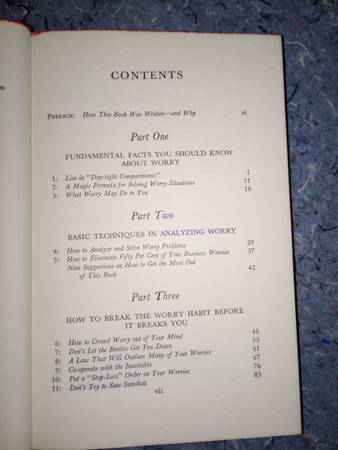 CONTENTS
PREFACE: How This Book Was Written—and Why xi
Part One
FUNDAMENTAL FACTS YOU SHOULD KNOW
ABOUT WORRY
1: Live in "Day-tight Compartments" 1
2: A Magic Formula for Solving Worry Situations 11
3: What Worry May Do to You 18
Part Two
BASIC TECHNIQUES IN ANALYZING WORRY
4: How to Analyze and Solve Worry Problems 29
5: How to Eliminate Fifty Per Cent of Your Business Worries 37
Nine Suggestions on How to Get the Most Out
of This Book 42
Part Three
HOW TO BREAK THE WORRY HABIT BEFORE
IT BREAKS YOU
6: How to Crowd Worry out of Your Mind 46
7: Don't Let the Beetles Get You Down 55
8: A Law That Will Outlaw Many of Your Worries 61
9: Co-operate with the Inevitable 67
10: Put a "Stop-Loss" Order on Your Worries 76
11: Don't Try to Saw Sawdust 83
vii